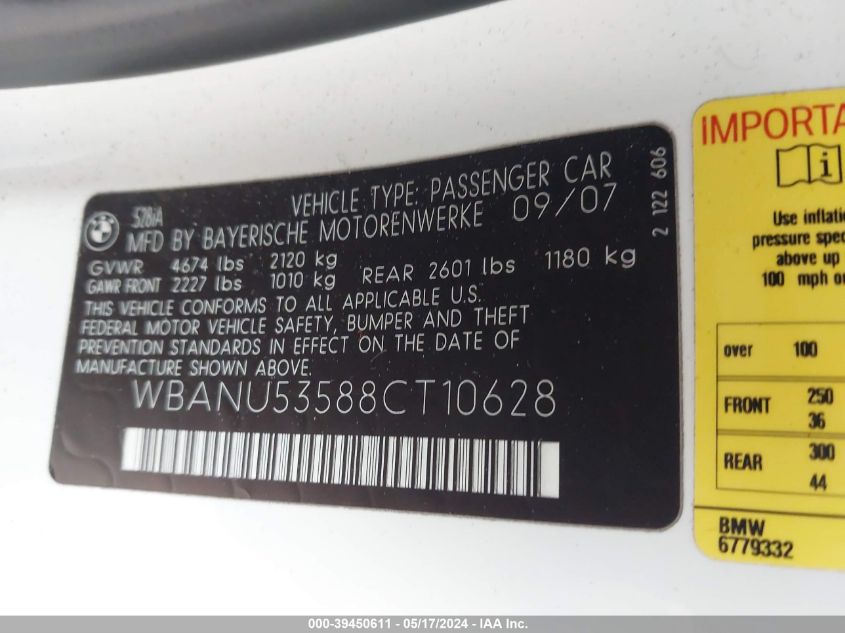 BMW
528iA VEHICLE TYPE: PASSENGER CAR
MFD BY BAYERISCHE MOTORENWERKE 09/07
GVWR 4674 lbs 2120 kg
GAWR FRONT 2227 lbs 1010 kg REAR 2601 lbs 1180 kg
THIS VEHICLE CONFORMS TO ALL APPLICABLE U.S.
FEDERAL MOTOR VEHICLE SAFETY, BUMPER AND THEFT
PREVENTION STANDARDS IN EFFECT ON THE DATE OF
MANUFACTURE SHOWN ABOVE.
WBANU53588CT10628
2 122 606
IMPORTA
i
Use inflati
pressure spec
above up
100 mph o
over 100
FRONT 250
36
REAR 300
44
BMW
6779332
000-39450611 - 05/17/2024 - IAA Inc.